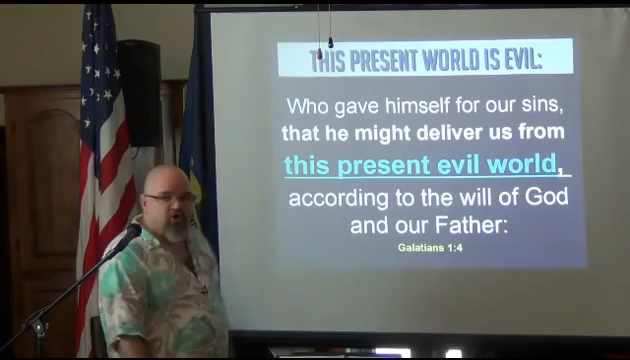 THIS PRESENT WORLD IS EVIL:
Who gave himself for our sins,
that he might deliver us from
this present evil world,
according to the will of God
and our Father:
Galatians 1:4